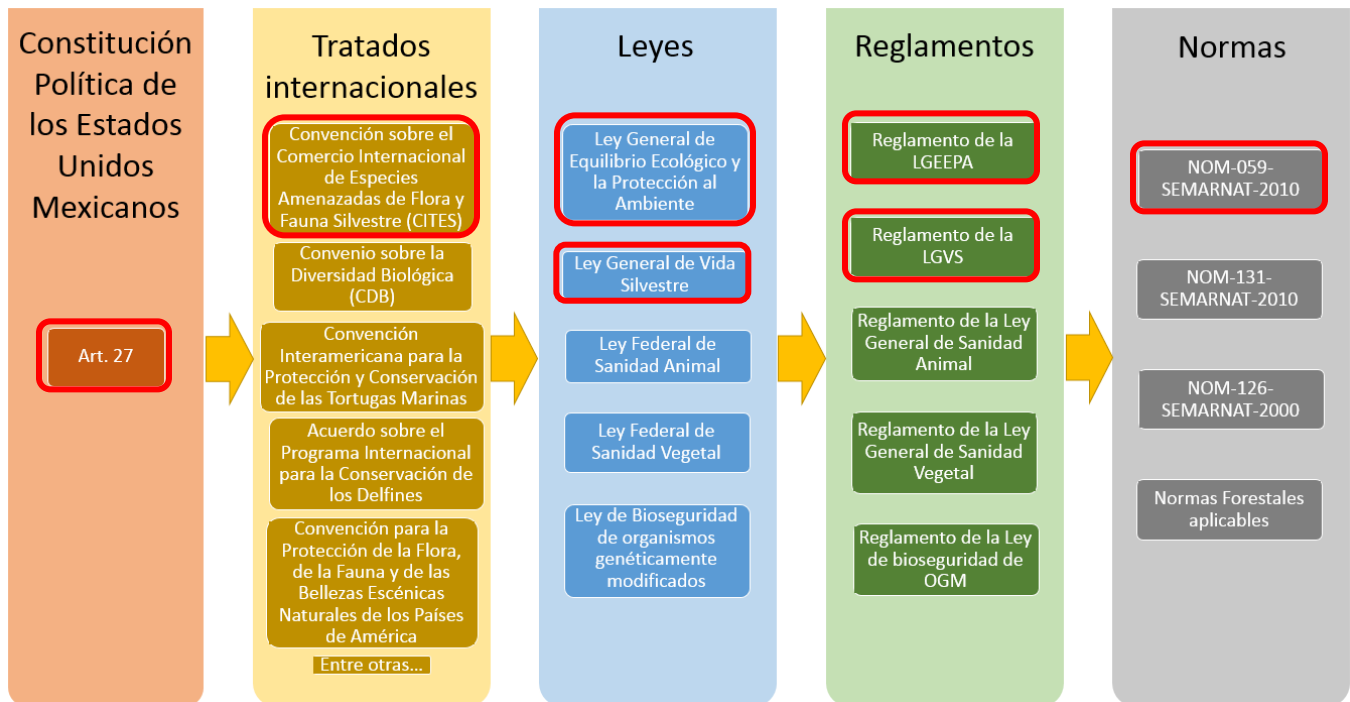 Constitución
Política de
los Estados
Unidos
Mexicanos
Art. 27
Tratados
internacionales
Convención sobre el
Comercio Internacional
de Especies
Amenazadas de Flora y
Fauna Silvestre (CITES)
Convenio sobre la
Diversidad Biológica
(CDB)
Convención
Interamericana para la
Protección y Conservación
de las Tortugas Marinas
Acuerdo sobre el
Programa Internacional
para la Conservación de
los Delfines
Convención para la
Protección de la Flora,
de la Fauna y de las
Bellezas Escénicas
Naturales de los Países
de América
Entre otras...
Leyes
Ley General de
Equilibrio Ecológico y
la Protección al
Ambiente
Ley General de Vida
Silvestre
Ley Federal de
Sanidad Animal
Ley Federal de
Sanidad Vegetal
Ley de Bioseguridad
de organismos
genéticamente
modificados
Reglamentos
Reglamento de la
LGEEPA
Reglamento de la
LGVS
Reglamento de la Ley
General de Sanidad
Animal
Reglamento de la Ley
General de Sanidad
Vegetal
Reglamento de la Ley
de bioseguridad de
OGM
Normas
NOM-059-
SEMARNAT-2010
NOM-131-
SEMARNAT-2010
NOM-126-
SEMARNAT-2000
Normas Forestales
aplicables